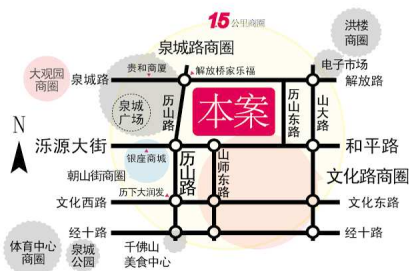 15公里商圈
洪楼
商圈
泉城路商圈
电子市场
贵和商厦
解放桥家乐福
大观园
商圈
泉城路
解放路
泉城
广场
历山路
本案
历山东路
山大路
N
泺源大街
和平路
银座商城
朝山街商圈
历山路
山师东路
文化路商圈
历下大润发
文化西路
文化东路
体育中心
商圈
泉城
公园
经十路
经十路
千佛山
美食中心